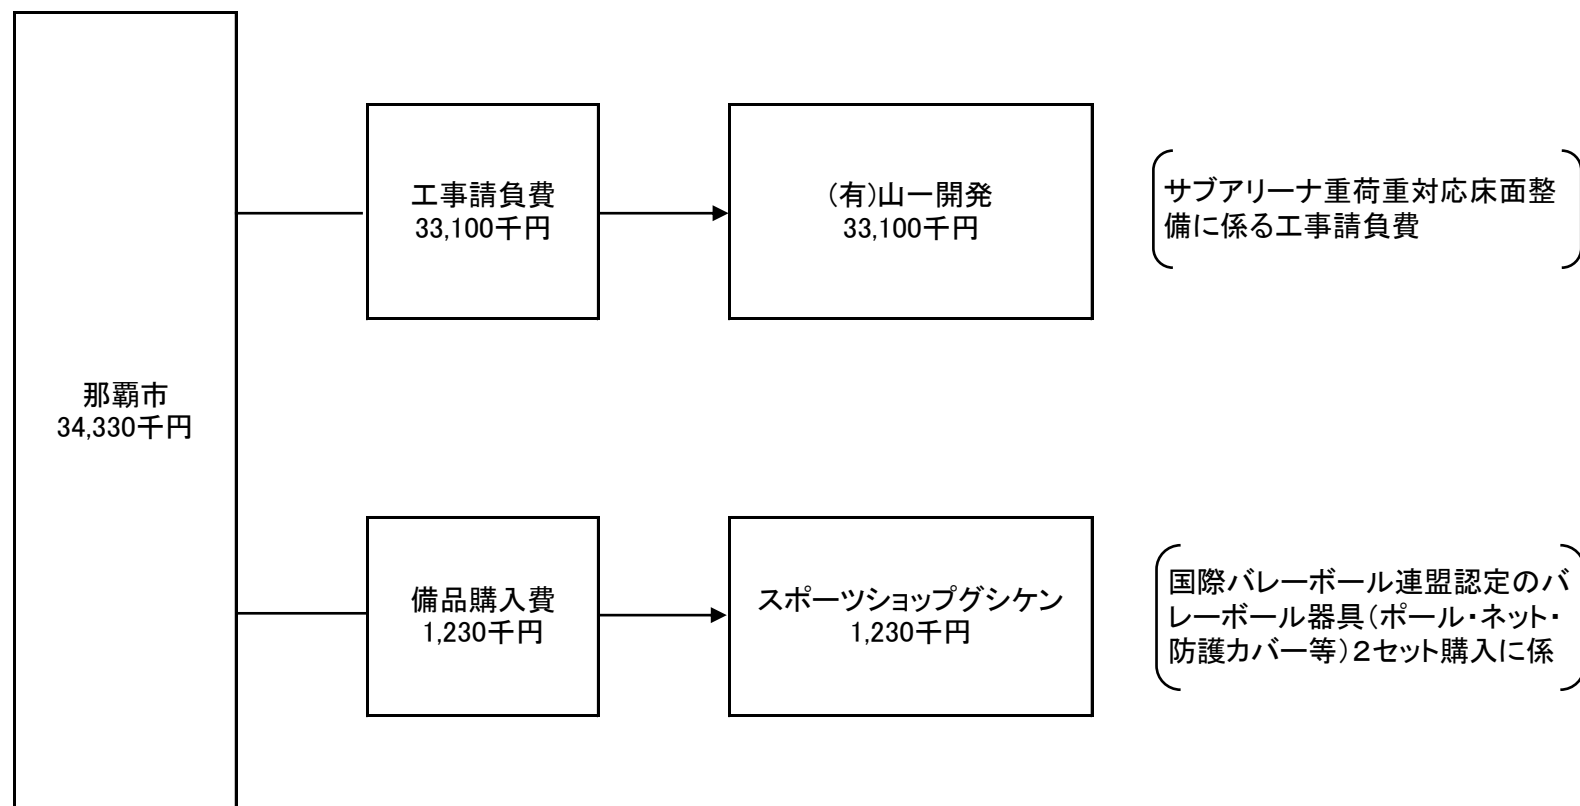 工事請負費
33,100千円
(有)山一開発
33,100千円
サブアリーナ重荷重対応床面整
備に係る工事請負費
那覇市
34,330千円
備品購入費
1,230千円
スポーツショップグシケン
1,230千円
国際バレーボール連盟認定のバ
レーボール器具(ポール・ネット・
防護カバー等)２セット購入に係